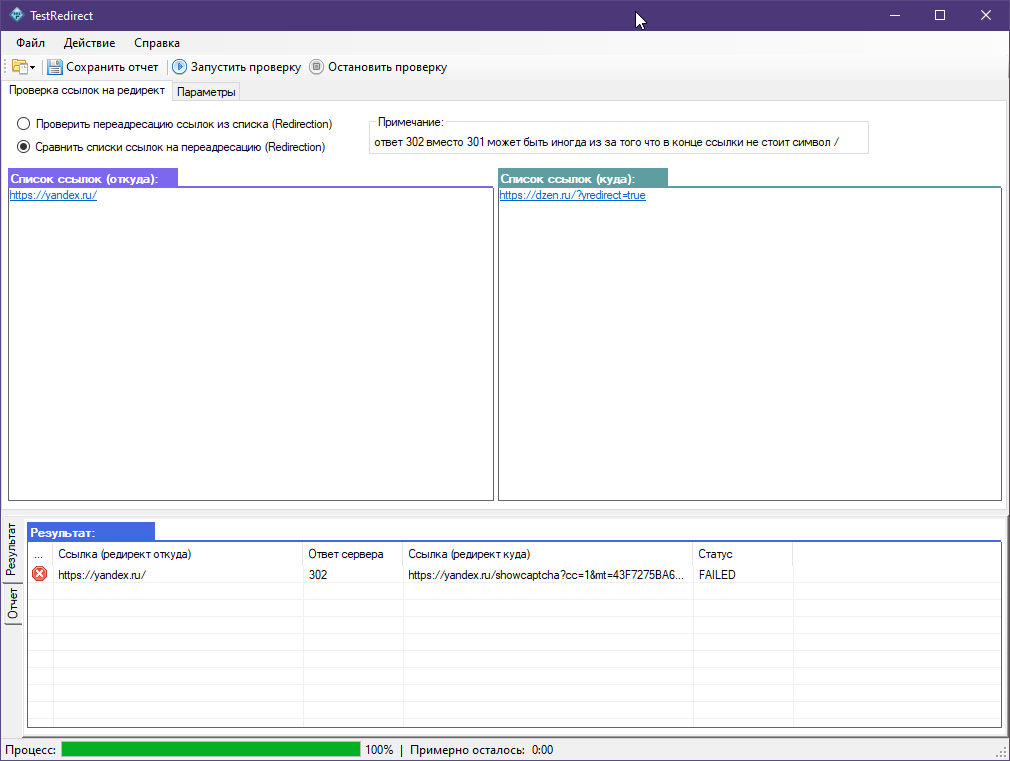 TestRedirect
Файл Действие Справка
Сохранить отчет Запустить проверку Остановить проверку
Проверка ссылок на редирект Параметры
Проверить переадресацию ссылок из списка (Redirection)
Сравнить списки ссылок на переадресацию (Redirection)
Примечание:
ответ 302 вместо 301 может быть иногда из за того что в конце ссылки не стоит символ /
Список ссылок (откуда):
https://yandex.ru/
Список ссылок (куда):
https://dzen.ru/?yredirect=true
Результат
Отчет
Результат:
... Ссылка (редирект откуда) Ответ сервера Ссылка (редирект куда) Статус
https://yandex.ru/ 302 https://yandex.ru/showcaptcha?cc=1&mt=43F7275BA6... FAILED
Процесс: 100% | Примерно осталось: 0:00